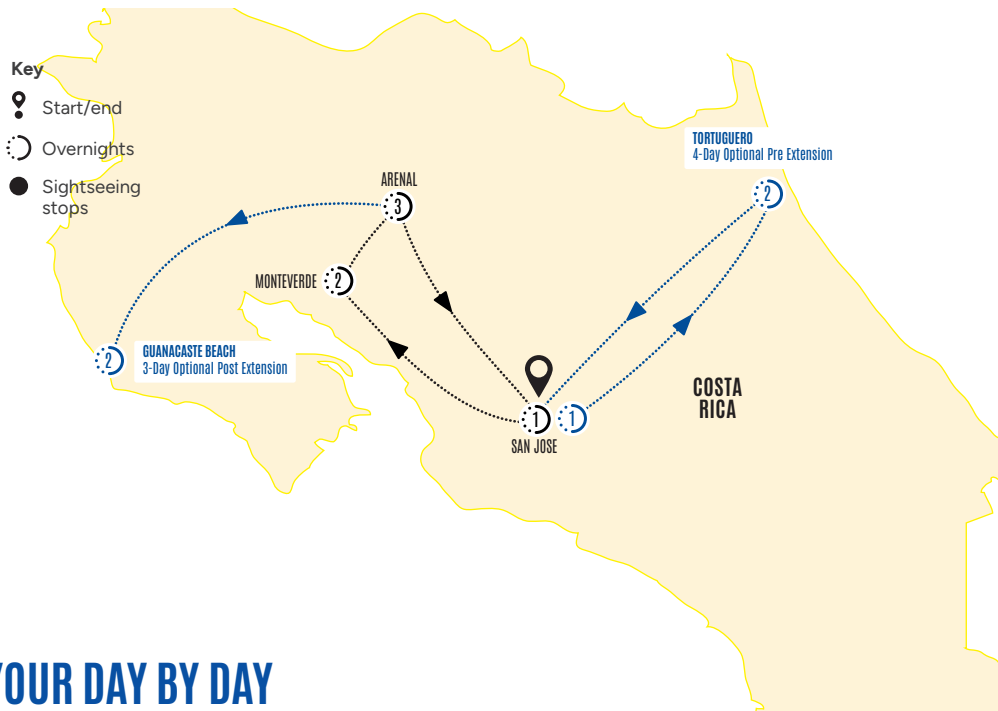 Key
Start/end
Overnights
Sightseeing
stops
TORTUGUERO
4-Day Optional Pre Extension
2
ARENAL
3
MONTEVERDE
2
2
GUANACASTE BEACH
3-Day Optional Post Extension
COSTA
RICA
1
1
SAN JOSE
YOUR DAY BY DAY